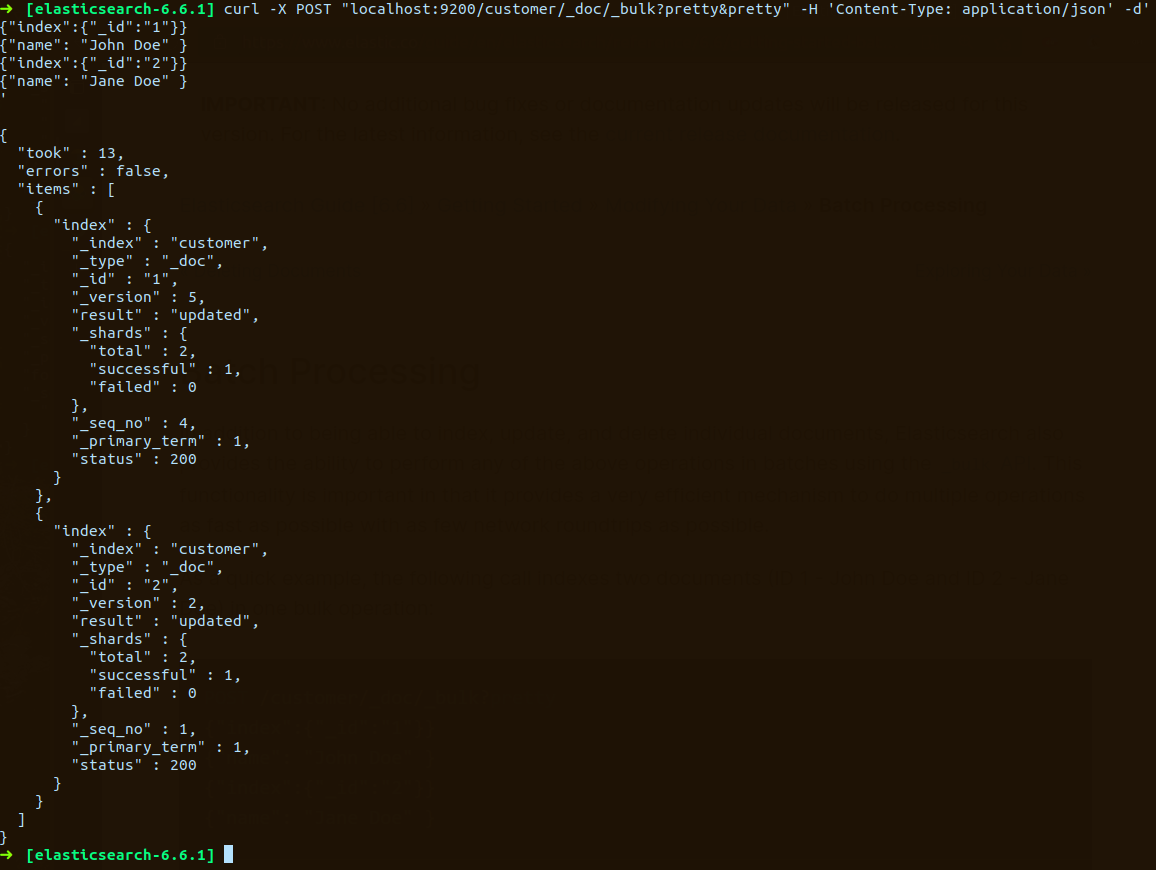 ➜ [elasticsearch-6.6.1] curl -X POST "localhost:9200/customer/_doc/_bulk?pretty&pretty" -H 'Content-Type: application/json' -d'
{"index":{"_id":"1"}}
{"name": "John Doe" }
{"index":{"_id":"2"}}
{"name": "Jane Doe" }
'
{
  "took" : 13,
  "errors" : false,
  "items" : [
    {
      "index" : {
        "_index" : "customer",
        "_type" : "_doc",
        "_id" : "1",
        "_version" : 5,
        "result" : "updated",
        "_shards" : {
          "total" : 2,
          "successful" : 1,
          "failed" : 0
        },
        "_seq_no" : 4,
        "_primary_term" : 1,
        "status" : 200
      }
    },
    {
      "index" : {
        "_index" : "customer",
        "_type" : "_doc",
        "_id" : "2",
        "_version" : 2,
        "result" : "updated",
        "_shards" : {
          "total" : 2,
          "successful" : 1,
          "failed" : 0
        },
        "_seq_no" : 1,
        "_primary_term" : 1,
        "status" : 200
      }
    }
  ]
}
➜ [elasticsearch-6.6.1]